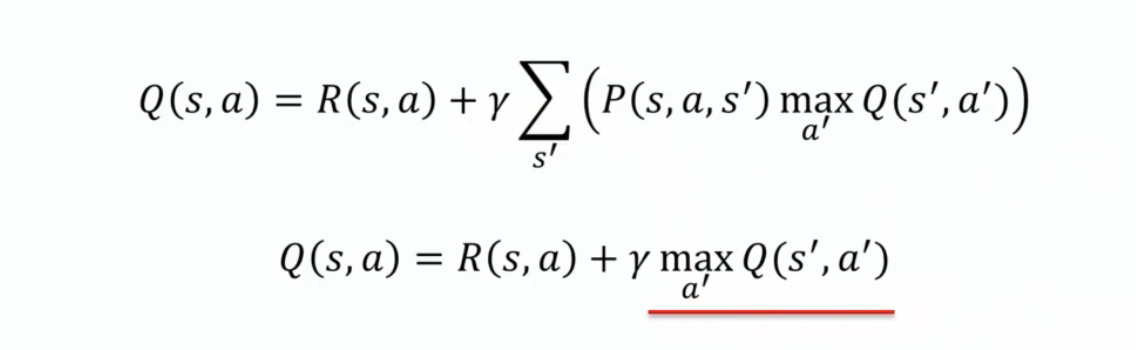 Q(s, a) = R(s, a) + γ ∑_{s′} (P(s, a, s′) max_{a′} Q(s′, a′))
Q(s, a) = R(s, a) + γ max_{a′} Q(s′, a′)